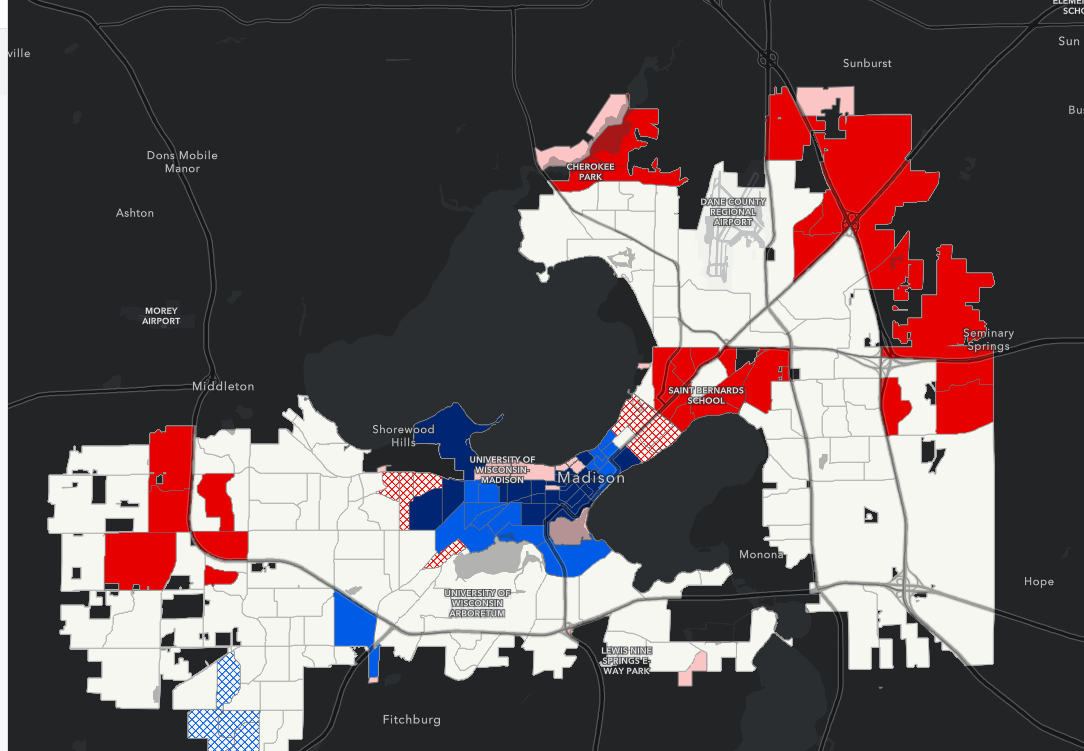 ELEMEN
SCHO
Sun
ville
Sunburst
Bus
Dons Mobile
Manor
CHEROKEE
PARK
DANE COUNTY
REGIONAL
AIRPORT
Ashton
MOREY
AIRPORT
Seminary
Springs
Middleton
SAINT BERNARDS
SCHOOL
Shorewood
Hills
UNIVERSITY OF
WISCONSIN-
MADISON
Madison
Monona
Hope
UNIVERSITY OF
WISCONSIN
ARBORETUM
LEWIS NINE
SPRINGS E-
WAY PARK
Fitchburg